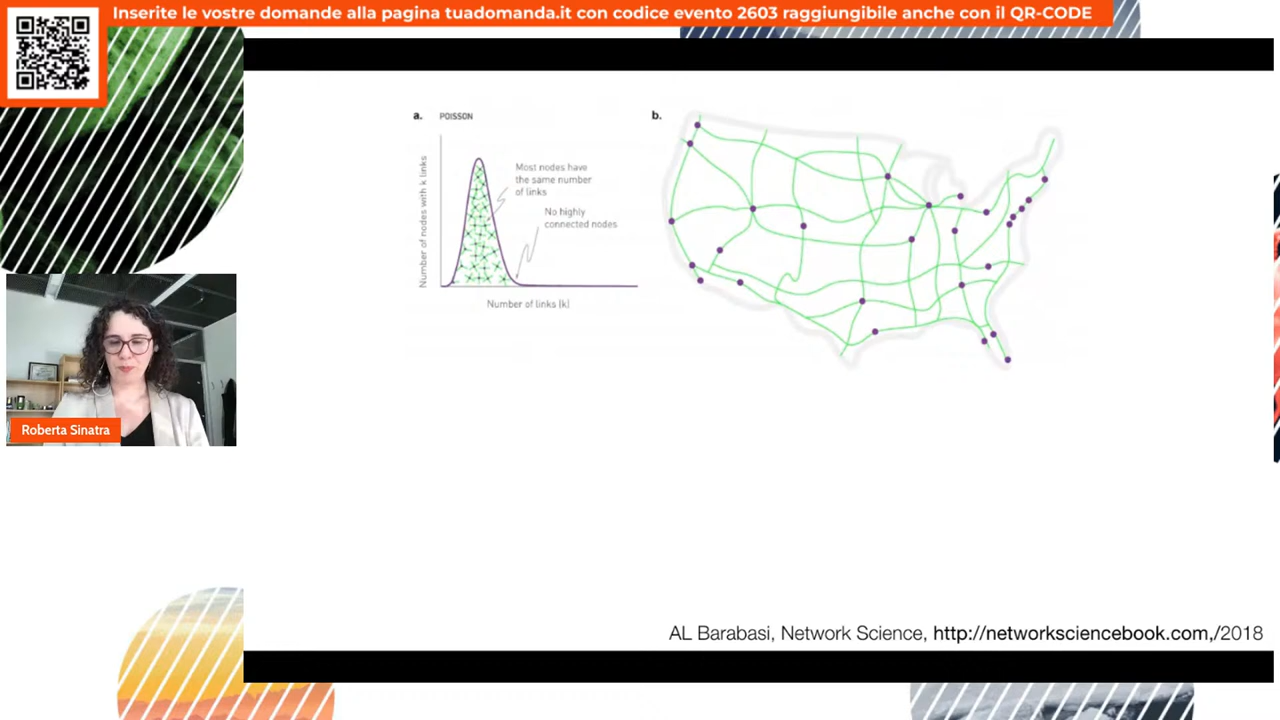 Inserite le vostre domande alla pagina tuadomanda.it con codice evento 2603 raggiungibile anche con il QR-CODE
a.
POISSON
Number of nodes with k links
Most nodes have
the same number
of links
No highly
connected nodes
Number of links (k)
b.
Roberta Sinatra
AL Barabasi, Network Science, http://networksciencebook.com,/2018